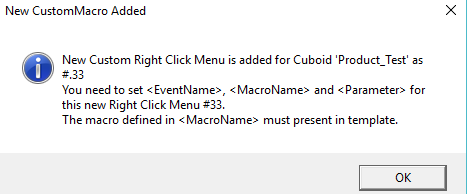 New CustomMacro Added
New Custom Right Click Menu is added for Cuboid 'Product_Test' as
#.33
You need to set <EventName>, <MacroName> and <Parameter> for
this new Right Click Menu #33.
The macro defined in <MacroName> must present in template.
OK